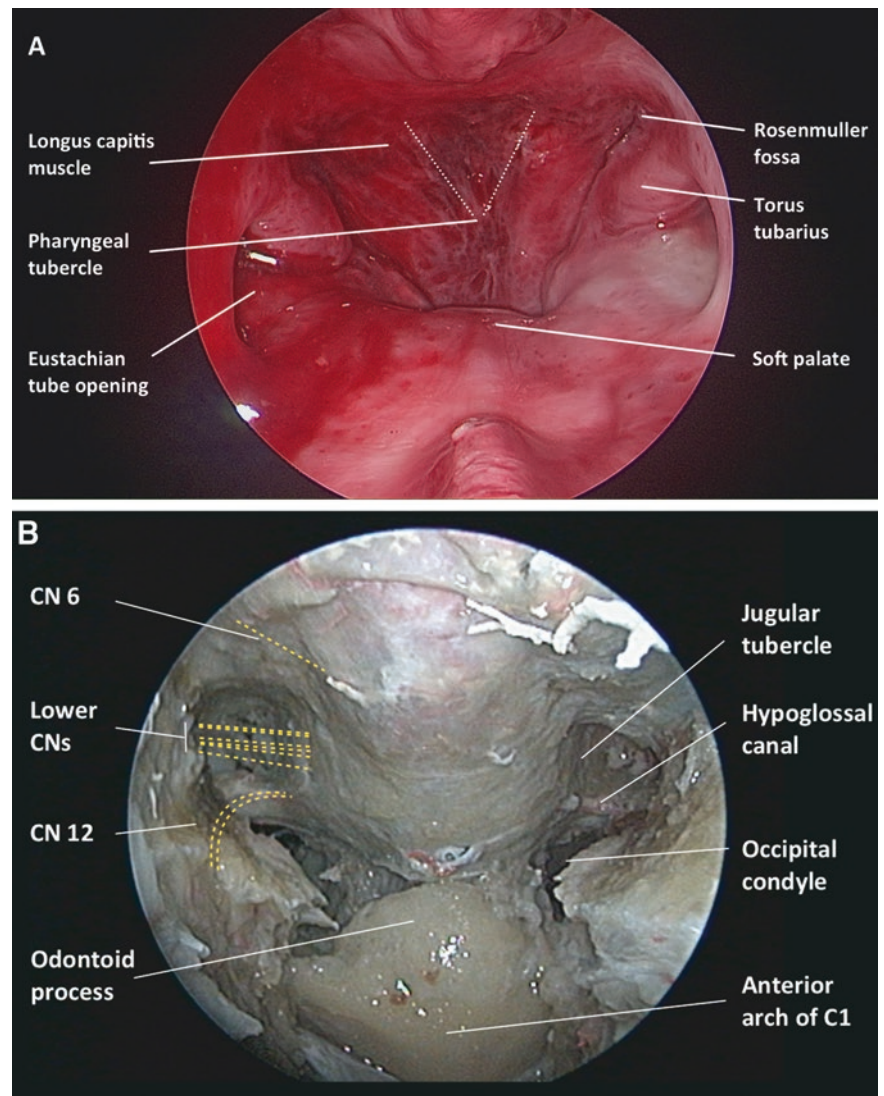 A
Longus capitis
muscle
Pharyngeal
tubercle
Eustachian
tube opening
Rosenmuller
fossa
Torus
tubarius
Soft palate
B
CN 6
Lower
CNs
CN 12
Odontoid
process
Jugular
tubercle
Hypoglossal
canal
Occipital
condyle
Anterior
arch of C1